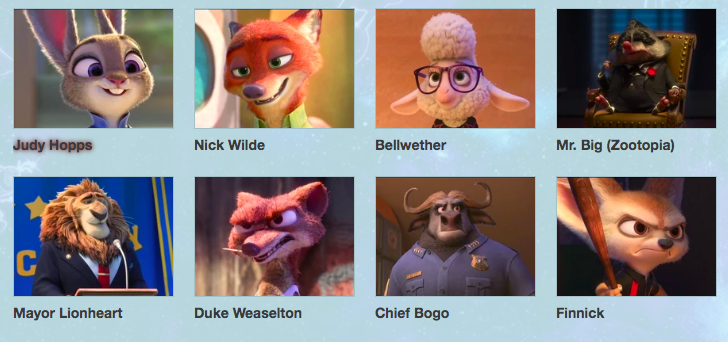 Judy Hopps
Nick Wilde
Bellwether
Mr. Big (Zootopia)
Mayor Lionheart
Duke Weaselton
Chief Bogo
Finnick